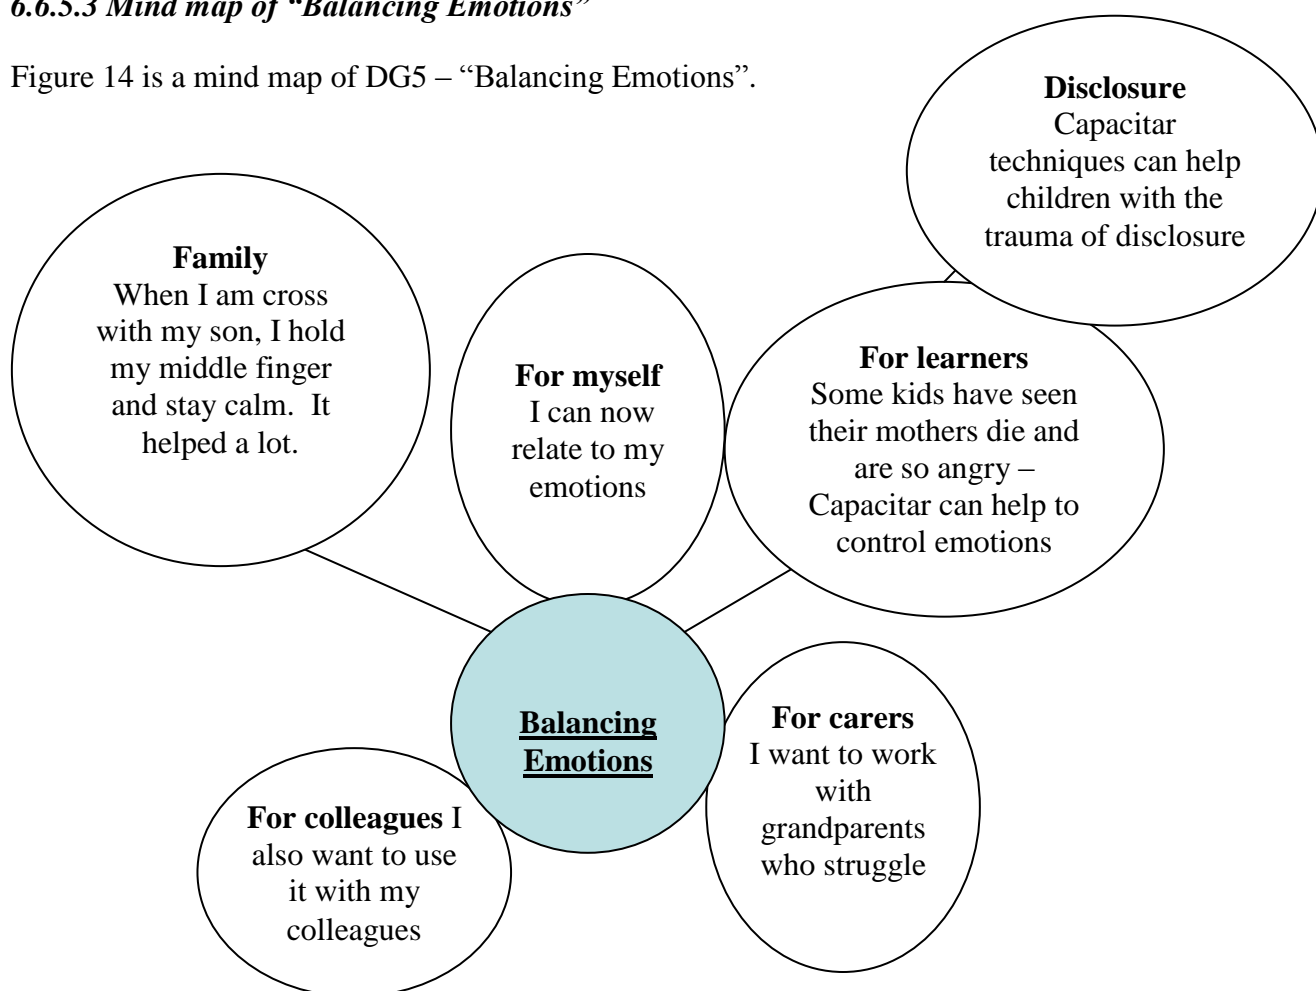 6.6.5.3 Mind map of “Balancing Emotions”
Figure 14 is a mind map of DG5 – “Balancing Emotions”.
Disclosure
Capacitar
techniques can help
children with the
trauma of disclosure
Family
When I am cross
with my son, I hold
my middle finger
and stay calm.  It
helped a lot.
For myself
I can now
relate to my
emotions
For learners
Some kids have seen
their mothers die and
are so angry –
Capacitar can help to
control emotions
Balancing
Emotions
For carers
I want to work
with
grandparents
who struggle
For colleagues I
also want to use
it with my
colleagues